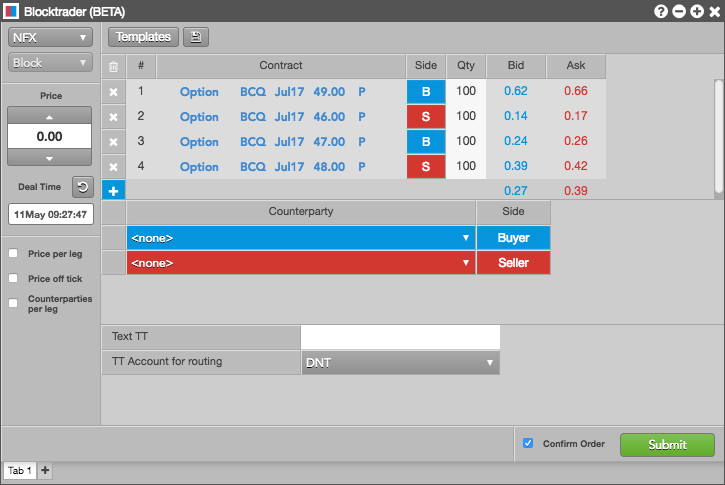 Blocktrader (BETA)
NFX
Block
Templates
# Contract Side Qty Bid Ask
1 Option BCQ Jul17 49.00 P B 100 0.62 0.66
2 Option BCQ Jul17 46.00 P S 100 0.14 0.17
3 Option BCQ Jul17 47.00 P B 100 0.24 0.26
4 Option BCQ Jul17 48.00 P S 100 0.39 0.42
0.27 0.39
Price
0.00
Deal Time
11May 09:27:47
Price per leg
Price off tick
Counterparties
per leg
Counterparty Side
<none> Buyer
<none> Seller
Text TT
TT Account for routing DNT
Confirm Order Submit
Tab 1